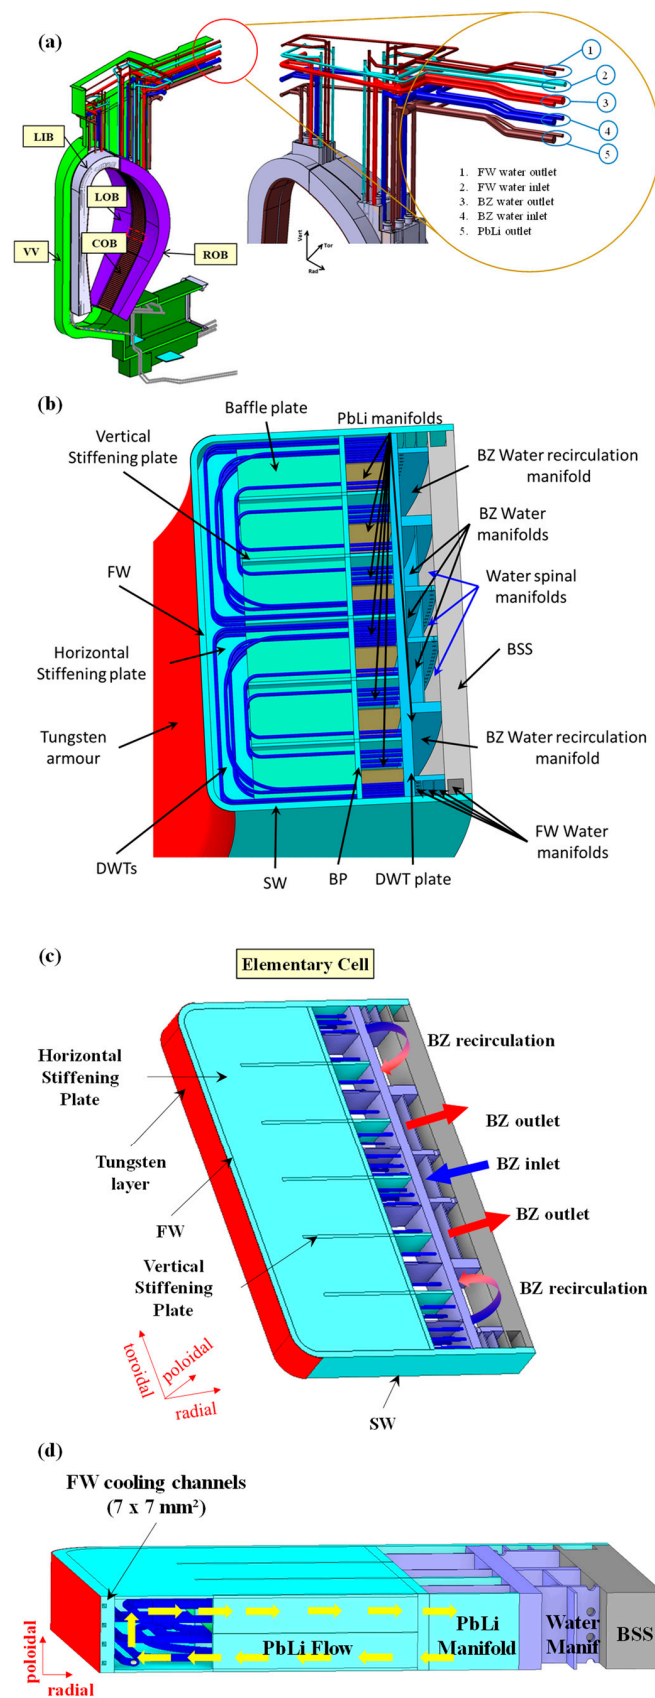 (a)
LIB
LOB
COB
VV
ROB
1
2
3
4
5
1. FW water outlet
2. FW water inlet
3. BZ water outlet
4. BZ water inlet
5. PbLi outlet
Vert
Tor
Rad
(b)
Baffle plate
PbLi manifolds
Vertical
Stiffening plate
BZ Water recirculation
manifold
BZ Water
manifolds
FW
Water spinal
manifolds
Horizontal
Stiffening plate
BSS
Tungsten
armour
BZ Water recirculation
manifold
DWTs
SW
BP
DWT plate
FW Water
manifolds
(c)
Elementary Cell
Horizontal
Stiffening
Plate
BZ recirculation
BZ outlet
Tungsten
layer
BZ inlet
FW
BZ outlet
Vertical
Stiffening
Plate
BZ recirculation
toroidal
poloidal
radial
SW
(d)
FW cooling channels
(7 x 7 mm²)
PbLi Flow
PbLi
Manifold
Water
Manif
BSS
poloidal
radial